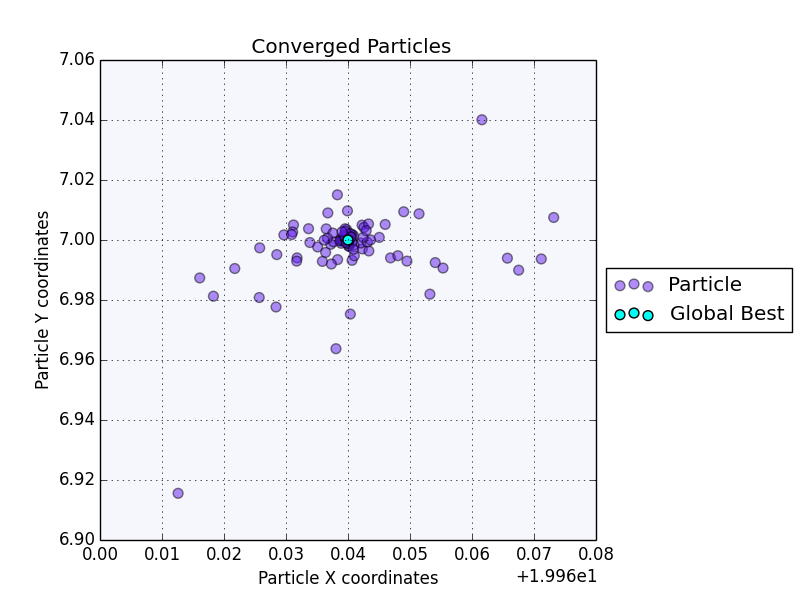 Converged Particles
7.06
7.04
7.02
7.00
6.98
6.96
6.94
6.92
6.90
Particle Y coordinates
0.00 0.01 0.02 0.03 0.04 0.05 0.06 0.07 0.08
+1.996e1
Particle X coordinates
Particle
Global Best